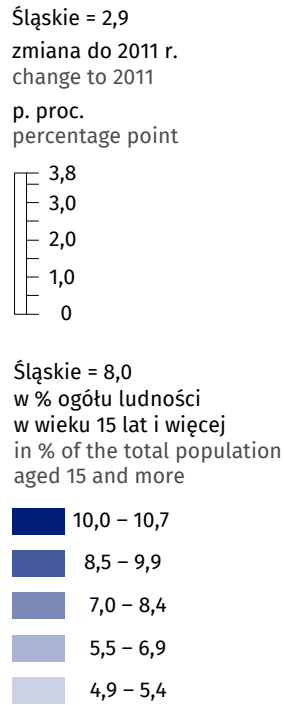 Śląskie = 2,9
zmiana do 2011 r.
change to 2011
p. proc.
percentage point
3,8
3,0
2,0
1,0
0
Śląskie = 8,0
w % ogółu ludności
w wieku 15 lat i więcej
in % of the total population
aged 15 and more
10,0 – 10,7
8,5 – 9,9
7,0 – 8,4
5,5 – 6,9
4,9 – 5,4